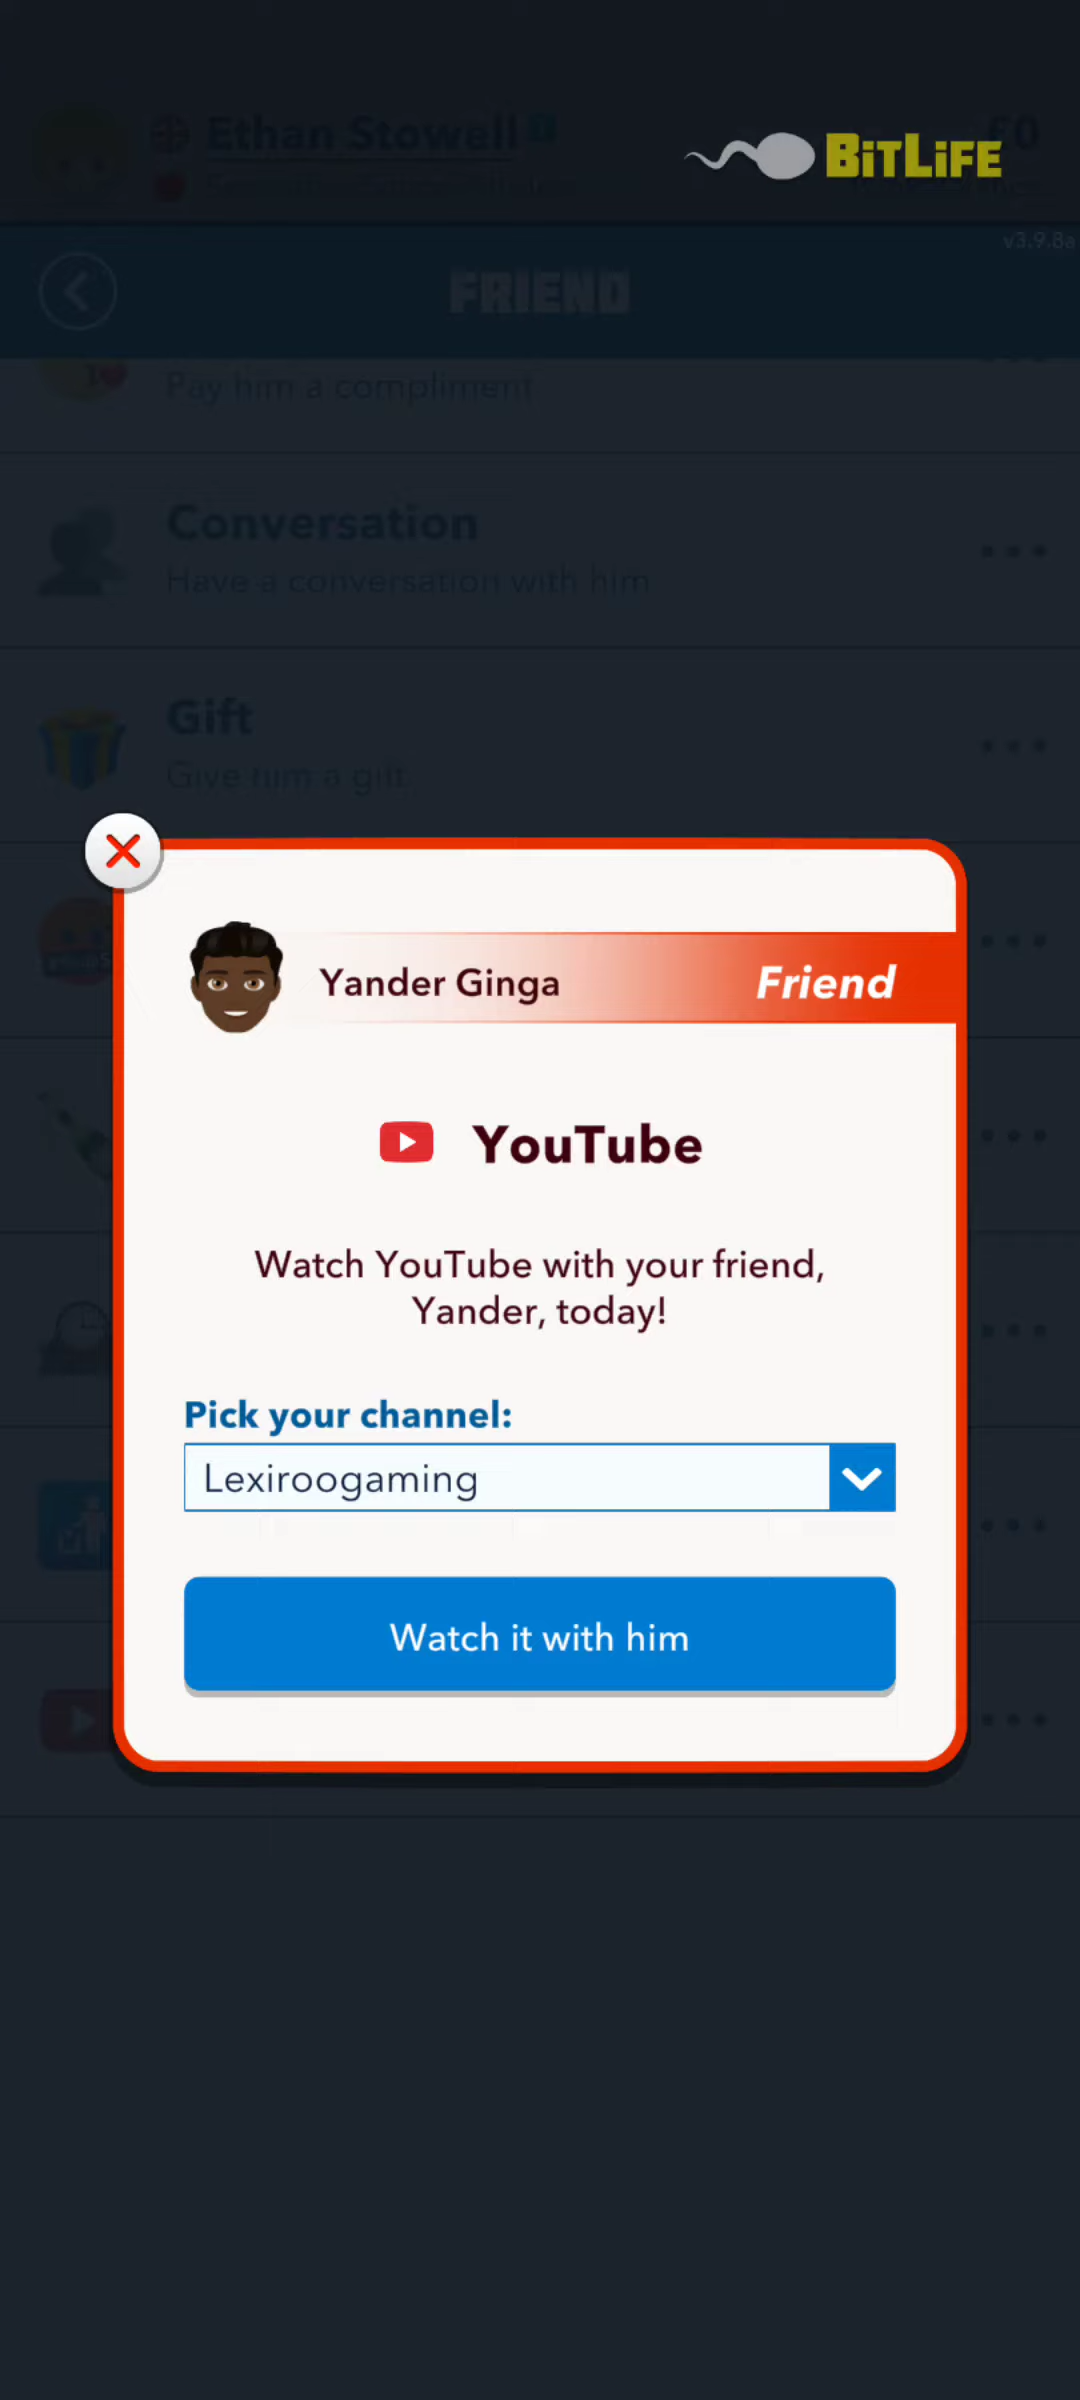 Ethan Stowell
BITLIFE
v3.9.8a
FRIEND
Pay him a compliment
Conversation
Have a conversation with him
Gift
Give him a gift
Yander Ginga
Friend
YouTube
Watch YouTube with your friend,
Yander, today!
Pick your channel:
Lexiroogaming
Watch it with him